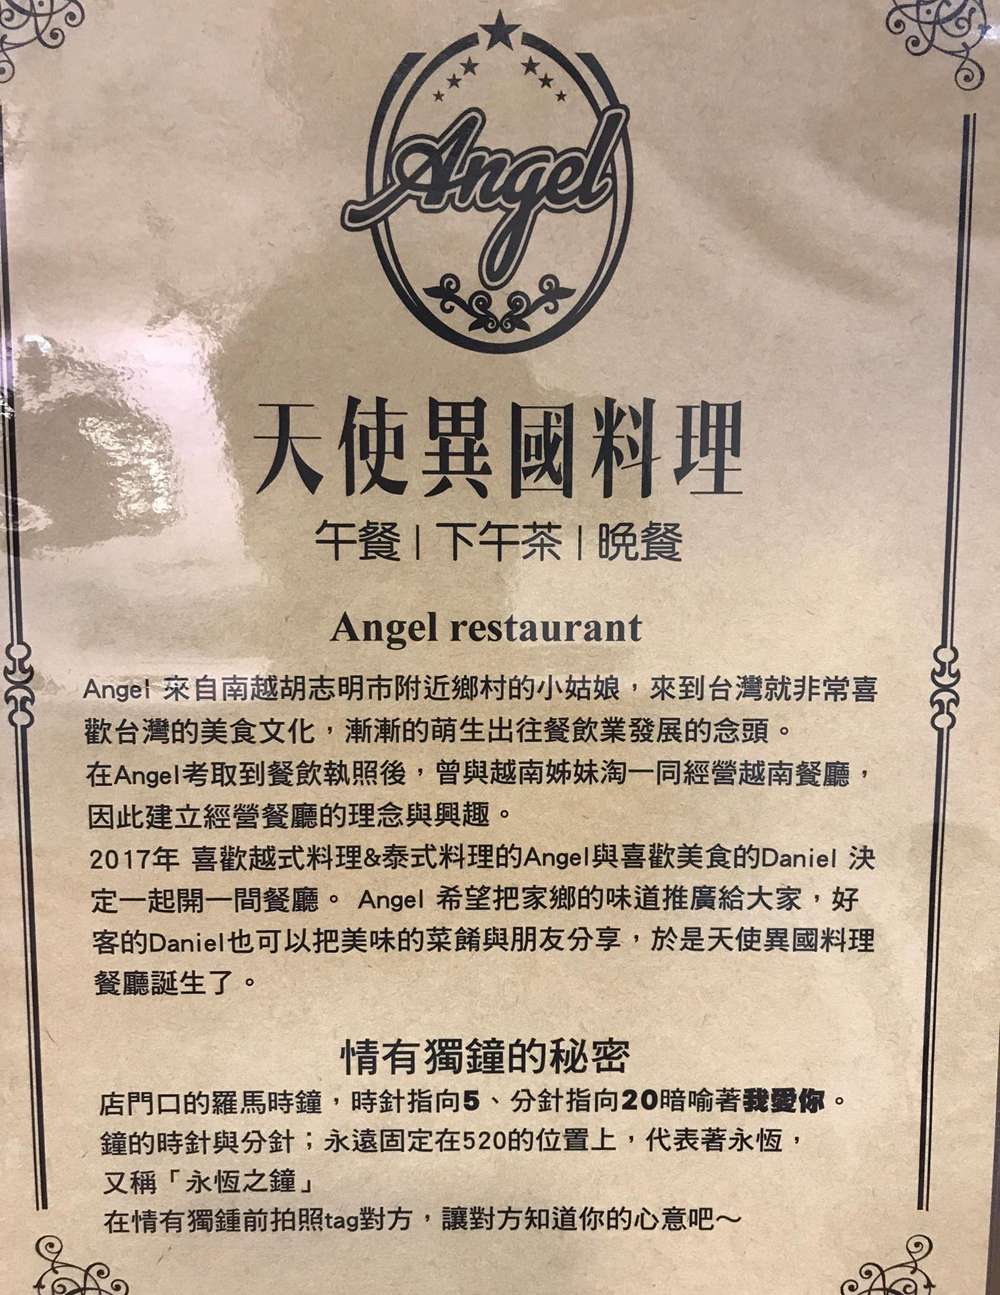 Angel
天使異國料理
午餐 | 下午茶 | 晚餐
Angel restaurant
Angel 來自南越胡志明市附近鄉村的小姑娘，來到台灣就非常喜
歡台灣的美食文化，漸漸的萌生出往餐飲業發展的念頭。
在Angel考取到餐飲執照後，曾與越南姊妹淘一同經營越南餐廳，
因此建立經營餐廳的理念與興趣。
2017年 喜歡越式料理&泰式料理的Angel與喜歡美食的Daniel 決
定一起開一間餐廳。 Angel 希望把家鄉的味道推廣給大家，好
客的Daniel也可以把美味的菜餚與朋友分享，於是天使異國料理
餐廳誕生了。
情有獨鐘的秘密
店門口的羅馬時鐘，時針指向5、分針指向20暗喻著我愛你。
鐘的時針與分針；永遠固定在520的位置上，代表著永恆，
又稱「永恆之鐘」
在情有獨鍾前拍照tag對方，讓對方知道你的心意吧～